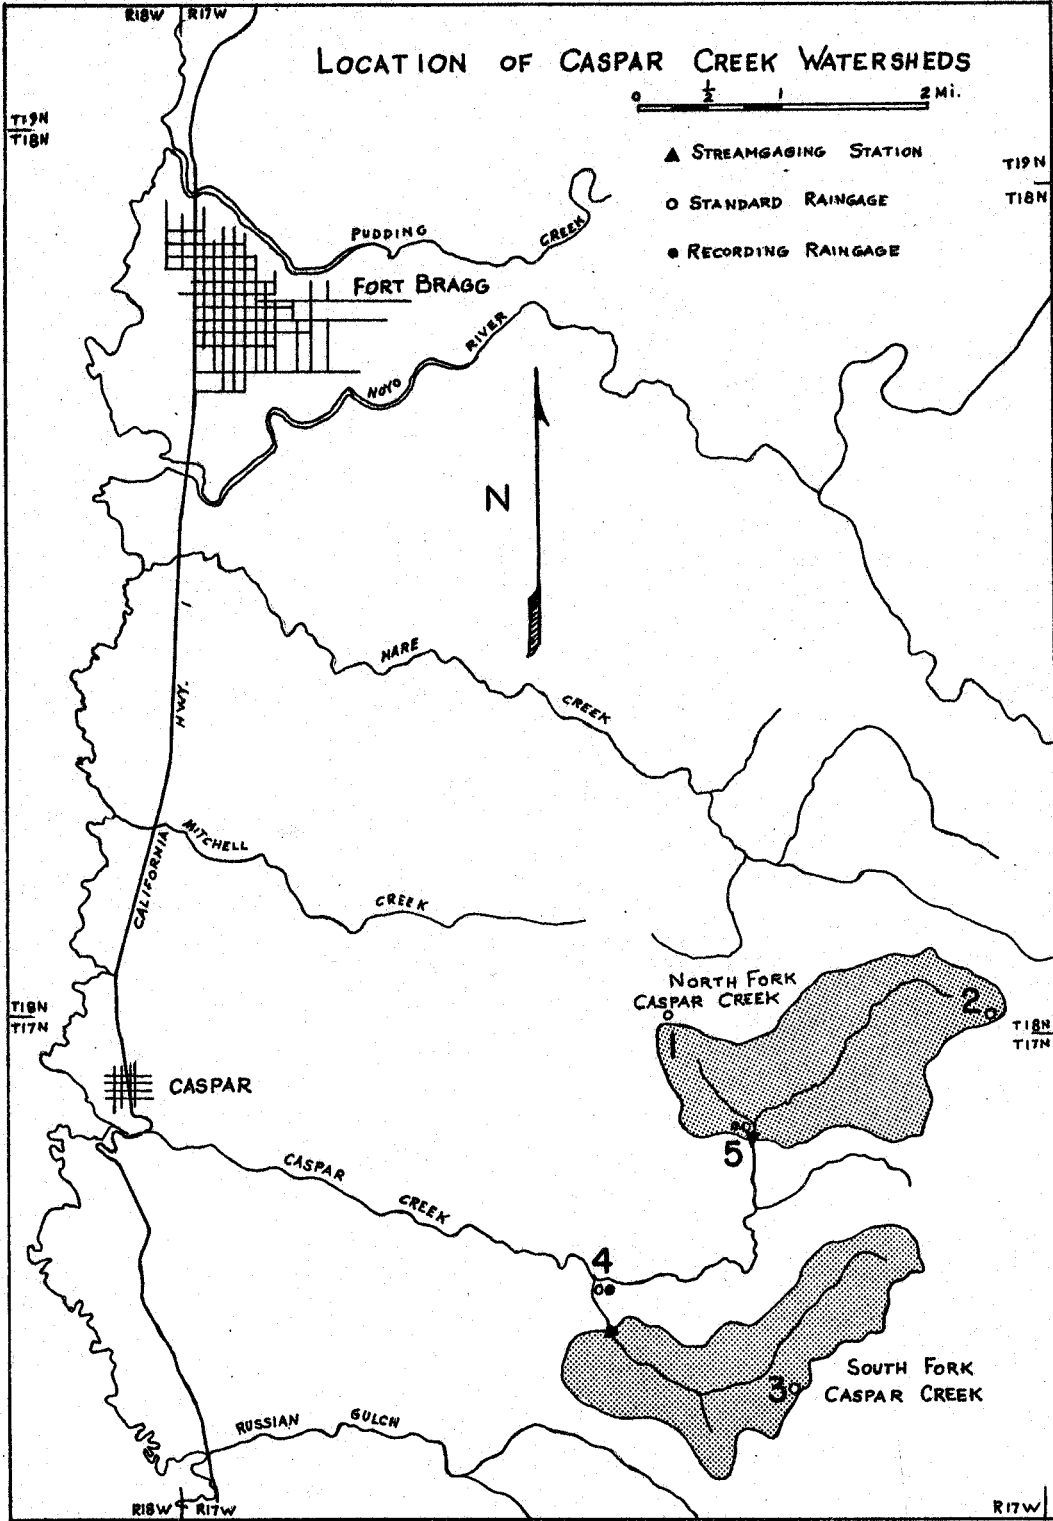 R18W R17W
LOCATION OF CASPAR CREEK WATERSHEDS
0 1/2 1 2 Mi.
T19N
T18N
STREAMGAGING STATION
T19N
T18N
STANDARD RAINGAGE
RECORDING RAINGAGE
PUDDING CREEK
FORT BRAGG
NOYO RIVER
N
HARE CREEK
CALIFORNIA HWY. 1
MITCHELL CREEK
NORTH FORK
CASPAR CREEK
2
T18N
T17N
1
T18N
T17N
CASPAR
5
CASPAR CREEK
4
SOUTH FORK
3 CASPAR CREEK
RUSSIAN GULCH
R18W R17W
R17W